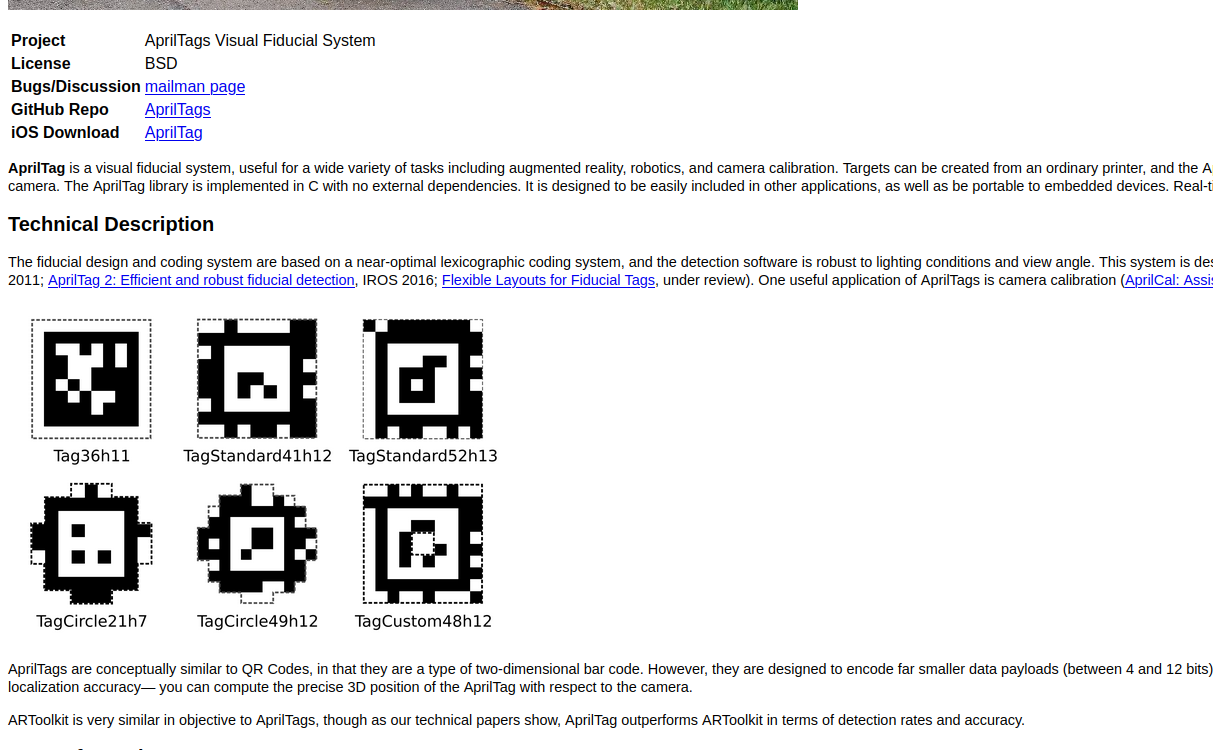 Project AprilTags Visual Fiducial System
License BSD
Bugs/Discussion mailman page
GitHub Repo AprilTags
iOS Download AprilTag
AprilTag is a visual fiducial system, useful for a wide variety of tasks including augmented reality, robotics, and camera calibration. Targets can be created from an ordinary printer, and the
camera. The AprilTag library is implemented in C with no external dependencies. It is designed to be easily included in other applications, as well as be portable to embedded devices.
Technical Description
The fiducial design and coding system are based on a near-optimal lexicographic coding system, and the detection software is robust to lighting conditions and view angle. This system is
2011; AprilTag 2: Efficient and robust fiducial detection, IROS 2016; Flexible Layouts for Fiducial Tags, under review). One useful application of AprilTags is camera calibration (AprilCal:
Tag36h11 TagStandard41h12 TagStandard52h13
TagCircle21h7 TagCircle49h12 TagCustom48h12
AprilTags are conceptually similar to QR Codes, in that they are a type of two-dimensional bar code. However, they are designed to encode far smaller data payloads (between 4 and 12 bits)
localization accuracy— you can compute the precise 3D position of the AprilTag with respect to the camera.
ARToolkit is very similar in objective to AprilTags, though as our technical papers show, AprilTag outperforms ARToolkit in terms of detection rates and accuracy.